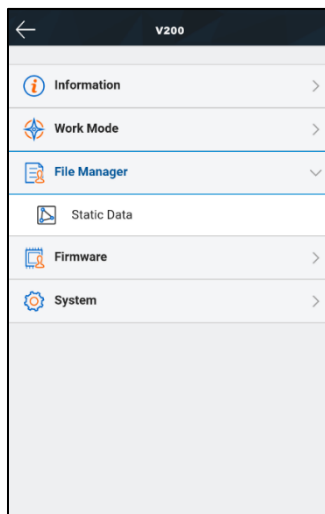 V200
Information
Work Mode
File Manager
Static Data
Firmware
System